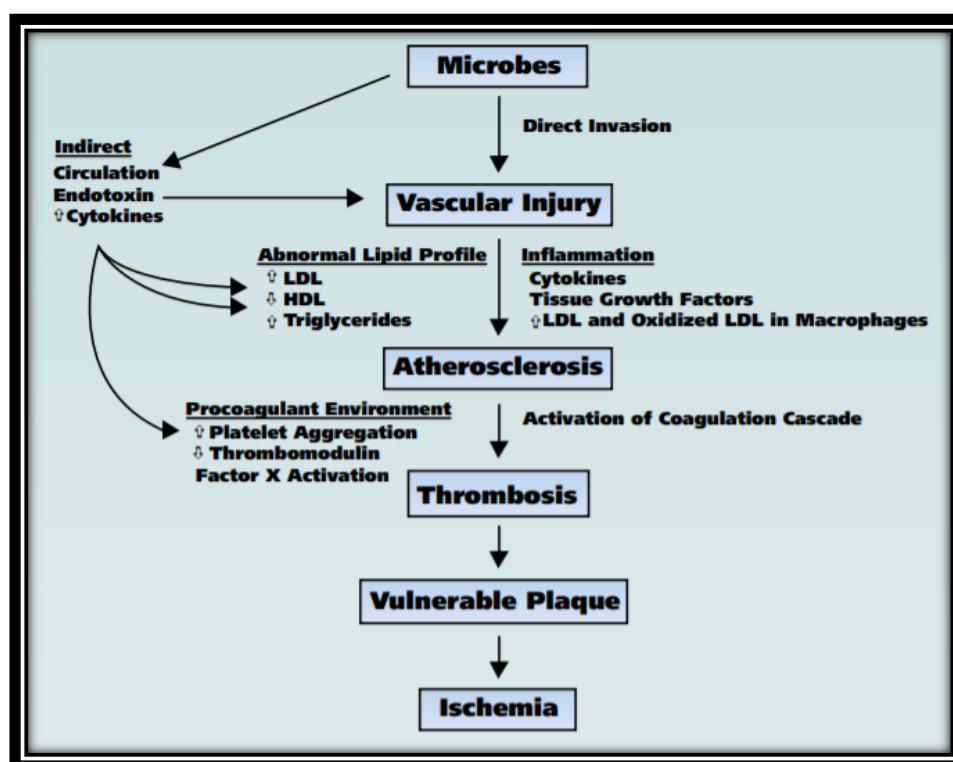 Microbes
Direct Invasion
Indirect
Circulation
Endotoxin
⇧Cytokines
Vascular Injury
Abnormal Lipid Profile
⇧ LDL
⇩ HDL
⇧ Triglycerides
Inflammation
Cytokines
Tissue Growth Factors
⇧LDL and Oxidized LDL in Macrophages
Atherosclerosis
Activation of Coagulation Cascade
Procoagulant Environment
⇧ Platelet Aggregation
⇩ Thrombomodulin
Factor X Activation
Thrombosis
Vulnerable Plaque
Ischemia